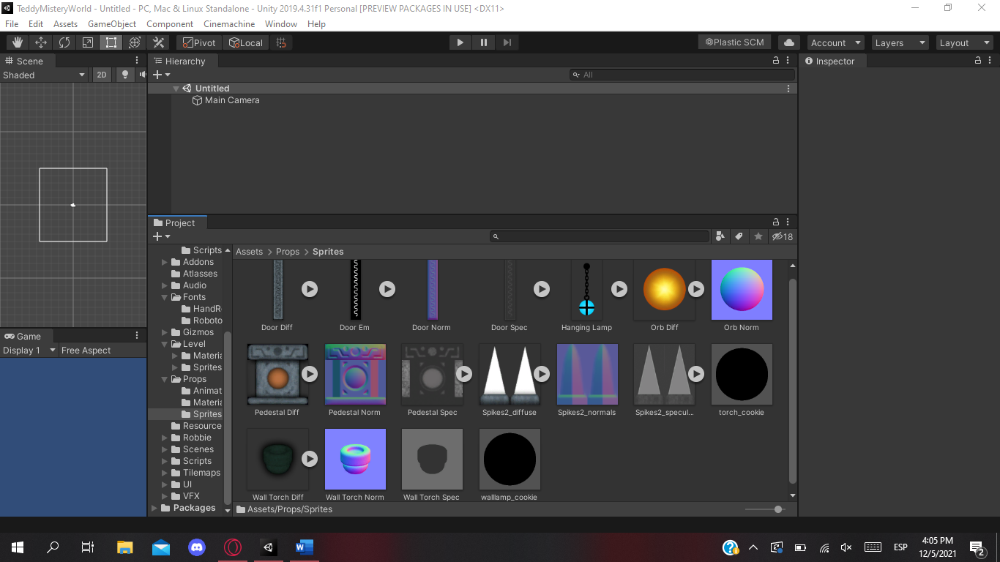 TeddyMisteryWorld - Untitled - PC, Mac & Linux Standalone - Unity 2019.4.31f1 Personal [PREVIEW PACKAGES IN USE] <DX11>
File Edit Assets GameObject Component Cinemachine Window Help
Pivot Local Plastic SCM Account Layers Layout
Scene
Shaded 2D
Hierarchy
All
Untitled
Main Camera
Inspector
Game
Display 1 Free Aspect
Project
18
Scripts
Addons
Atlasses
Audio
Fonts
HandR
Roboto
Gizmos
Level
Materia
Sprites
Props
Animat
Materia
Sprites
Resource
Robbie
Scenes
Scripts
Tilemaps
UI
VFX
Packages
Assets > Props > Sprites
Door Diff Door Em Door Norm Door Spec Hanging Lamp Orb Diff Orb Norm
Pedestal Diff Pedestal Norm Pedestal Spec Spikes2_diffuse Spikes2_normals Spikes2_specul... torch_cookie
Wall Torch Diff Wall Torch Norm Wall Torch Spec walllamp_cookie
Assets/Props/Sprites
ESP
4:05 PM
12/5/2021
2